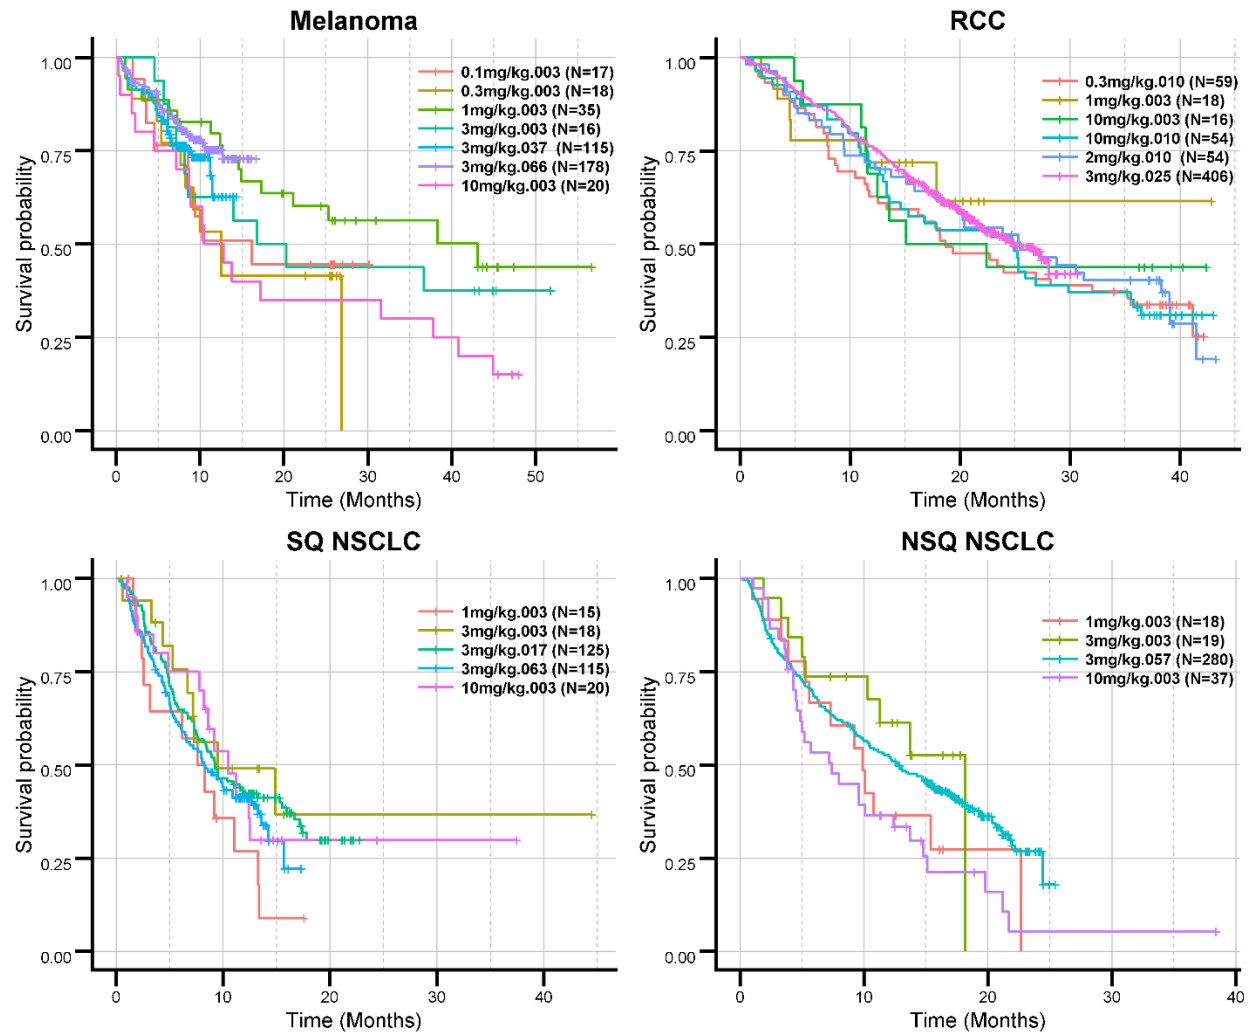 Melanoma
Survival probability
1.00
0.75
0.50
0.25
0.00
0.1mg/kg.003 (N=17)
0.3mg/kg.003 (N=18)
1mg/kg.003 (N=35)
3mg/kg.003 (N=16)
3mg/kg.037 (N=115)
3mg/kg.066 (N=178)
10mg/kg.003 (N=20)
0 10 20 30 40 50
Time (Months)
RCC
Survival probability
1.00
0.75
0.50
0.25
0.00
0.3mg/kg.010 (N=59)
1mg/kg.003 (N=18)
10mg/kg.003 (N=16)
10mg/kg.010 (N=54)
2mg/kg.010 (N=54)
3mg/kg.025 (N=406)
0 10 20 30 40
Time (Months)
SQ NSCLC
Survival probability
1.00
0.75
0.50
0.25
0.00
1mg/kg.003 (N=15)
3mg/kg.003 (N=18)
3mg/kg.017 (N=125)
3mg/kg.063 (N=115)
10mg/kg.003 (N=20)
0 10 20 30 40
Time (Months)
NSQ NSCLC
Survival probability
1.00
0.75
0.50
0.25
0.00
1mg/kg.003 (N=18)
3mg/kg.003 (N=19)
3mg/kg.057 (N=280)
10mg/kg.003 (N=37)
0 10 20 30 40
Time (Months)